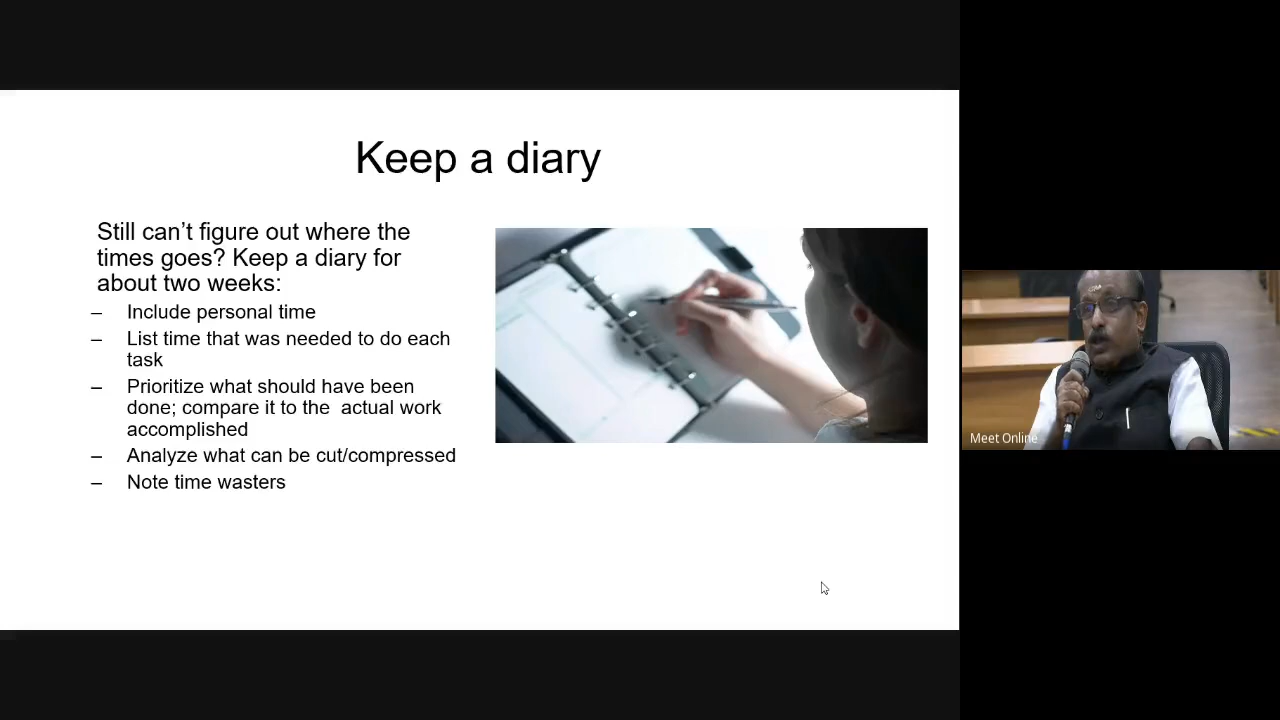 Keep a diary
Still can’t figure out where the
times goes? Keep a diary for
about two weeks:
– Include personal time
– List time that was needed to do each
task
– Prioritize what should have been
done; compare it to the  actual work
accomplished
– Analyze what can be cut/compressed
– Note time wasters
Meet Online